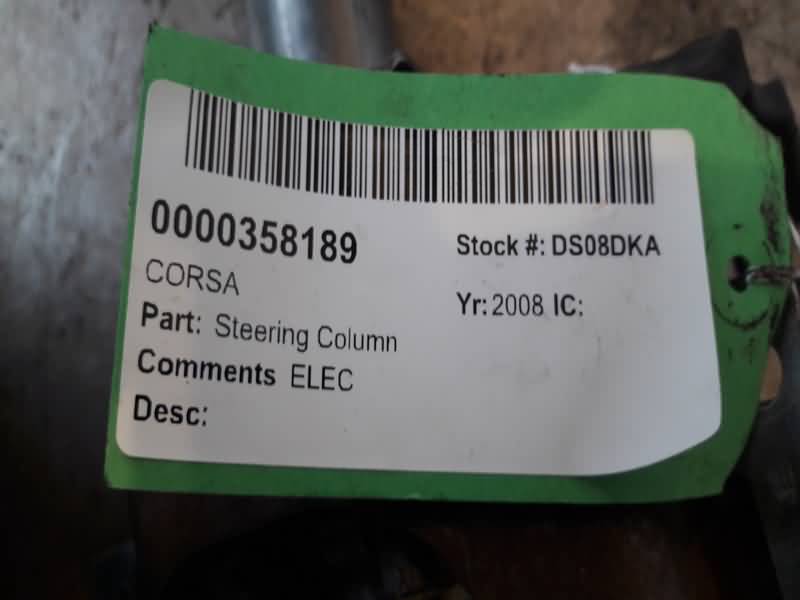 0000358189
Stock #: DS08DKA
CORSA
Yr: 2008 IC:
Part: Steering Column
Comments ELEC
Desc: